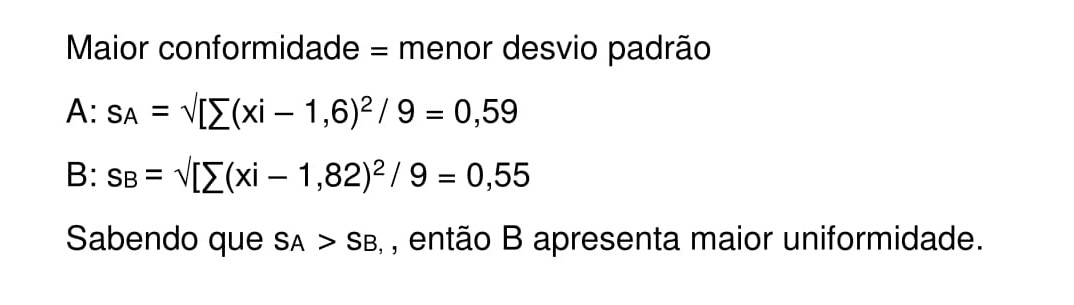 Maior conformidade = menor desvio padrão
A: sA = √[∑(xi – 1,6)² / 9 = 0,59
B: sB = √[∑(xi – 1,82)² / 9 = 0,55
Sabendo que sA > sB, , então B apresenta maior uniformidade.